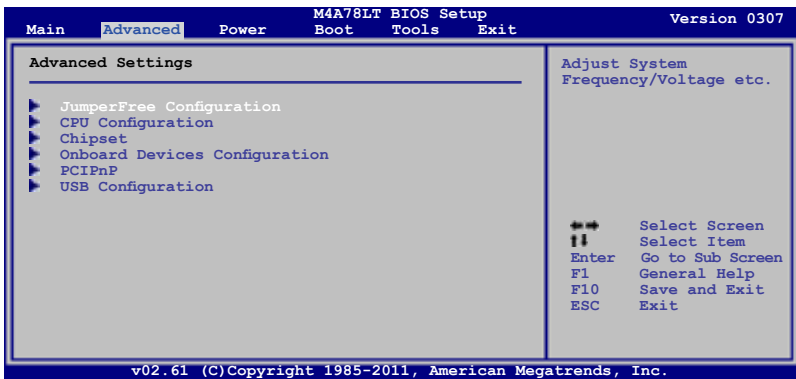 M4A78LT BIOS Setup
Version 0307
Main Advanced Power Boot Tools Exit
Advanced Settings
JumperFree Configuration
CPU Configuration
Chipset
Onboard Devices Configuration
PCIPnP
USB Configuration
Adjust System
Frequency/Voltage etc.
←→ Select Screen
↑↓ Select Item
Enter Go to Sub Screen
F1 General Help
F10 Save and Exit
ESC Exit
v02.61 (C)Copyright 1985-2011, American Megatrends, Inc.